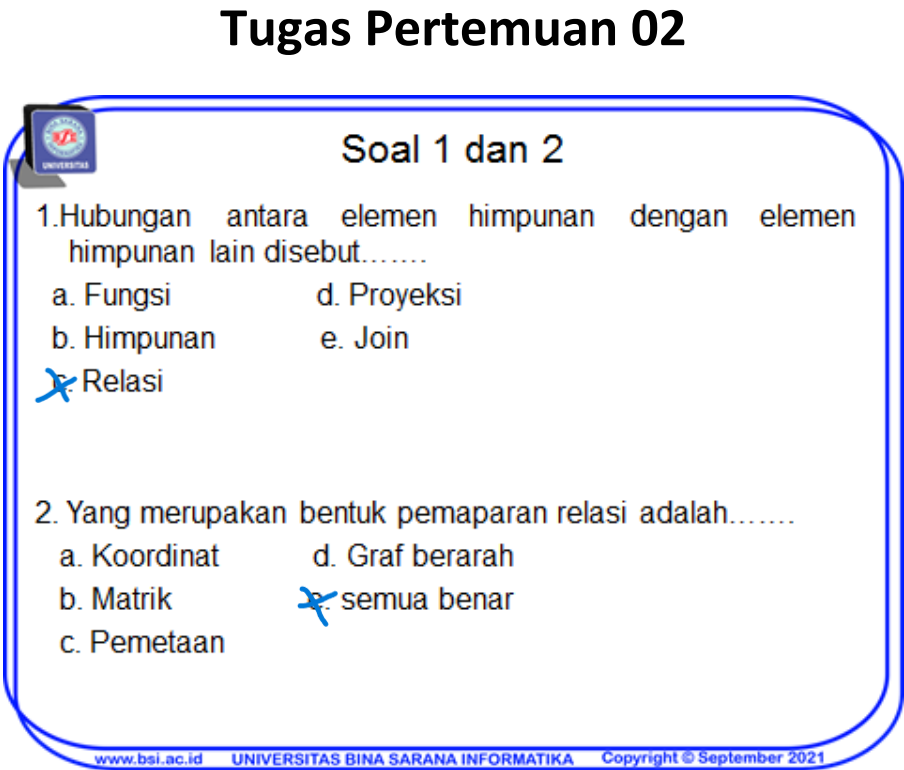 Tugas Pertemuan 02
UNIVERSITAS
Soal 1 dan 2
1.Hubungan antara elemen himpunan dengan elemen
himpunan lain disebut…….
a. Fungsi d. Proyeksi
b. Himpunan e. Join
c. Relasi
2. Yang merupakan bentuk pemaparan relasi adalah…….
a. Koordinat d. Graf berarah
b. Matrik e. semua benar
c. Pemetaan
www.bsi.ac.id UNIVERSITAS BINA SARANA INFORMATIKA Copyright © September 2021